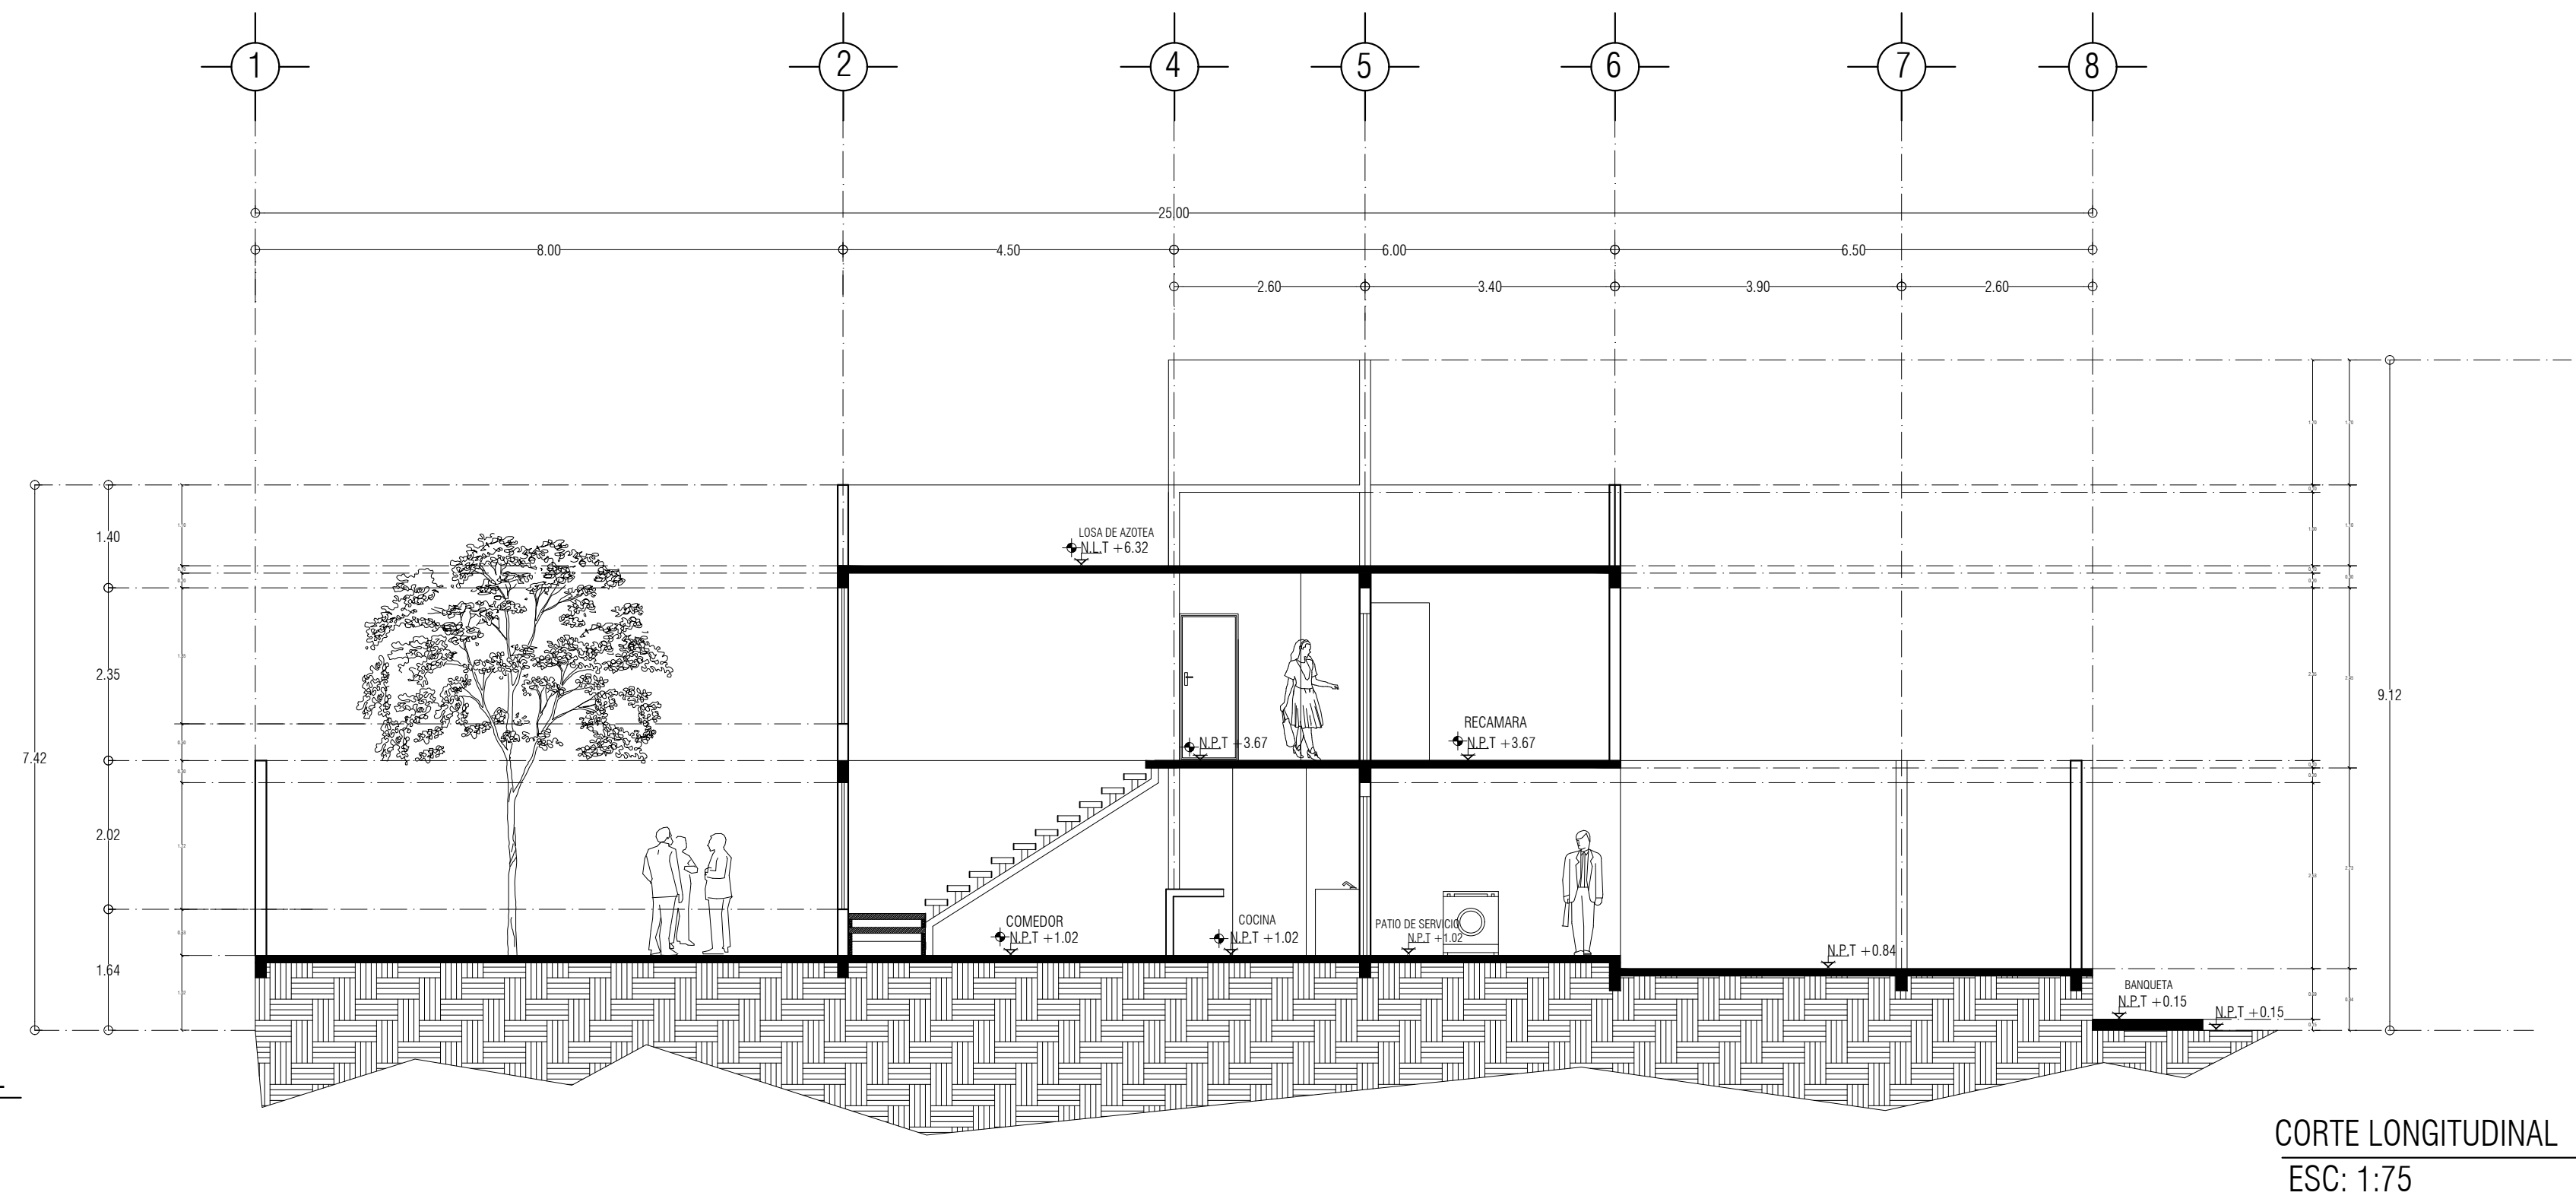 1 2 4 5 6 7 8
25.00
8.00 4.50 6.00 6.50
2.60 3.40 3.90 2.60
1.40
2.35
2.02
1.64
7.42
9.12
LOSA DE AZOTEA
N.L.T +6.32
N.P.T +3.67
RECAMARA
N.P.T +3.67
COMEDOR
N.P.T +1.02
COCINA
N.P.T +1.02
PATIO DE SERVICIO
N.P.T +1.02
N.P.T +0.84
BANQUETA
N.P.T +0.15
N.P.T +0.15
CORTE LONGITUDINAL
ESC: 1:75